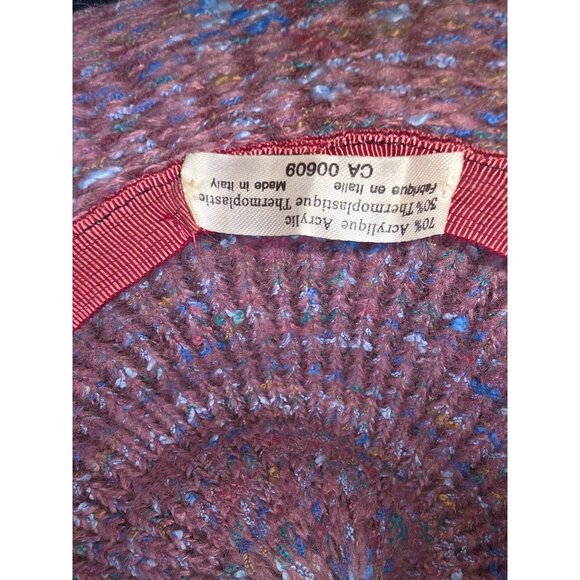 70% Acrylique Acrylic
30% Thermoplastique Thermoplastic
Fabrique en Italie Made in Italy
CA 00609